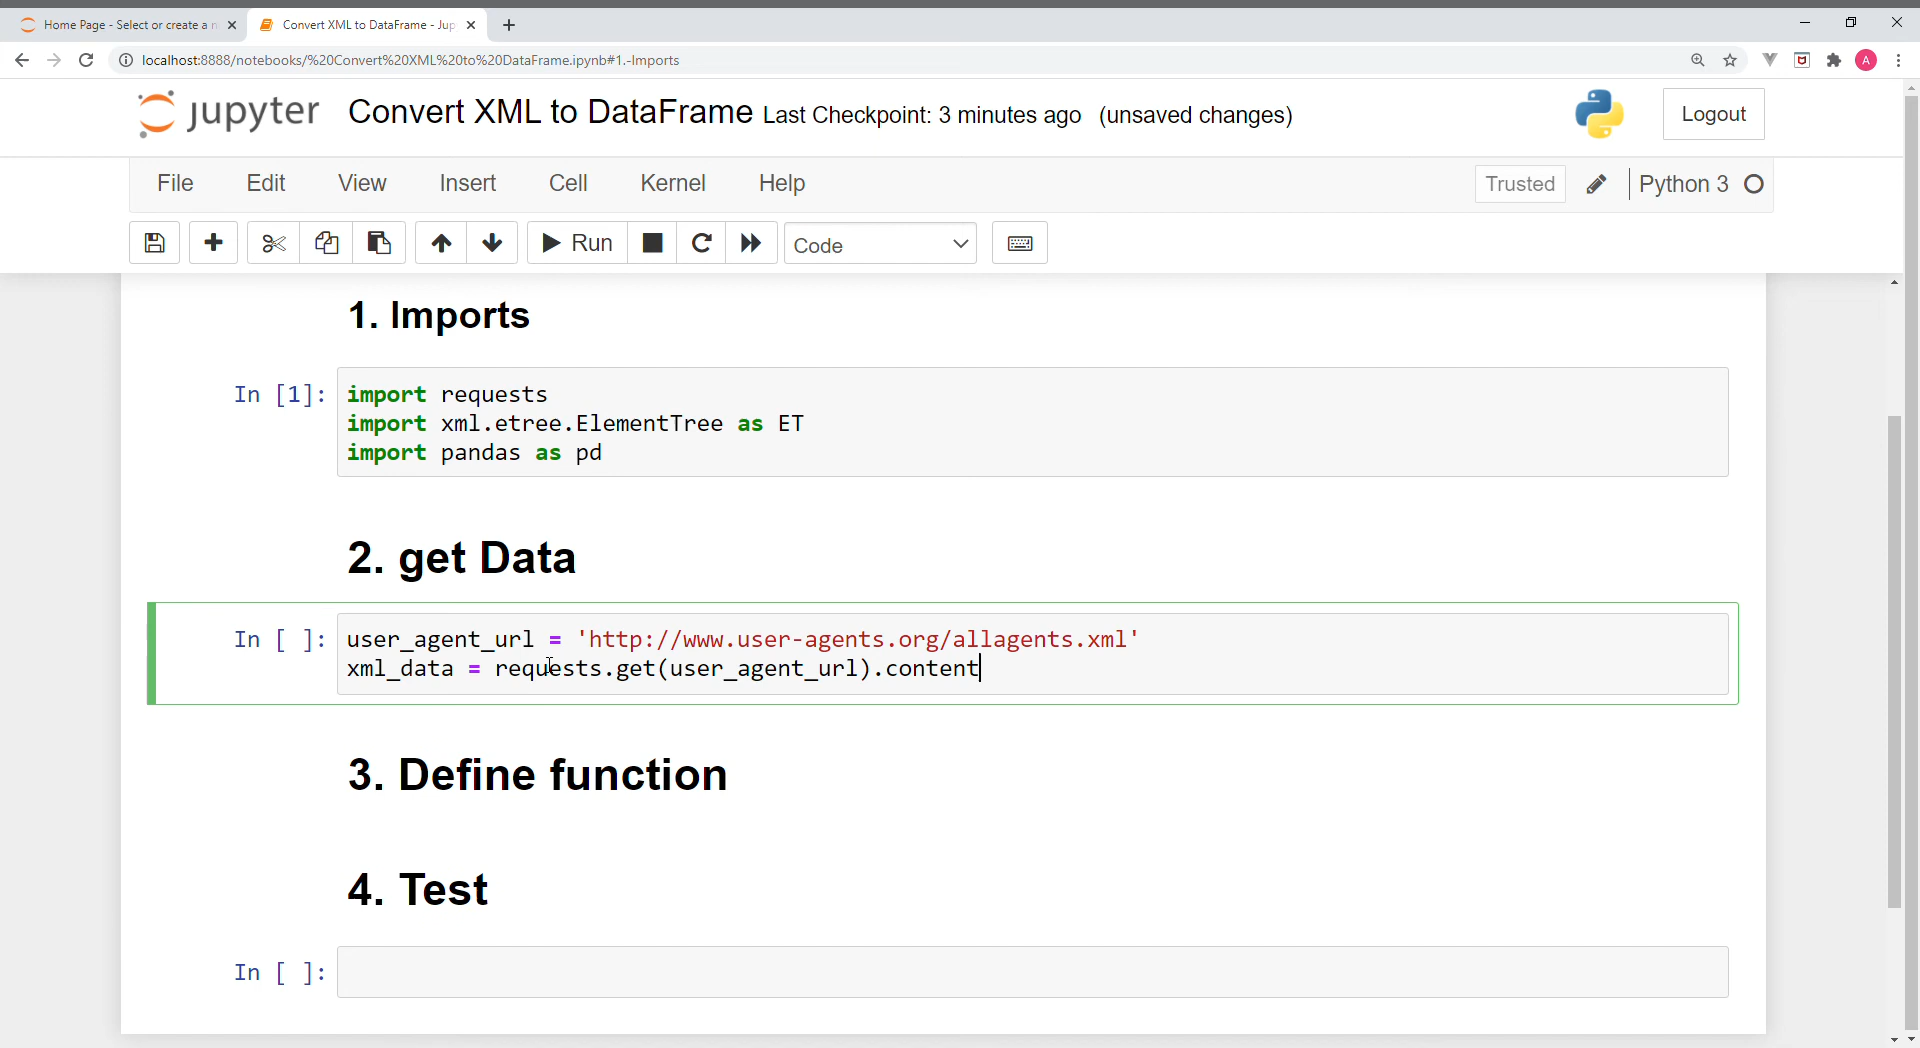 Home Page - Select or create a n
Convert XML to DataFrame - Jup
localhost:8888/notebooks/%20Convert%20XML%20to%20DataFrame.ipynb#1.-Imports
A
jupyter Convert XML to DataFrame Last Checkpoint: 3 minutes ago (unsaved changes)
Logout
File Edit View Insert Cell Kernel Help
Trusted Python 3
Run Code
1. Imports
In [1]: import requests
import xml.etree.ElementTree as ET
import pandas as pd
2. get Data
In [ ]: user_agent_url = 'http://www.user-agents.org/allagents.xml'
xml_data = requests.get(user_agent_url).content
3. Define function
4. Test
In [ ]: